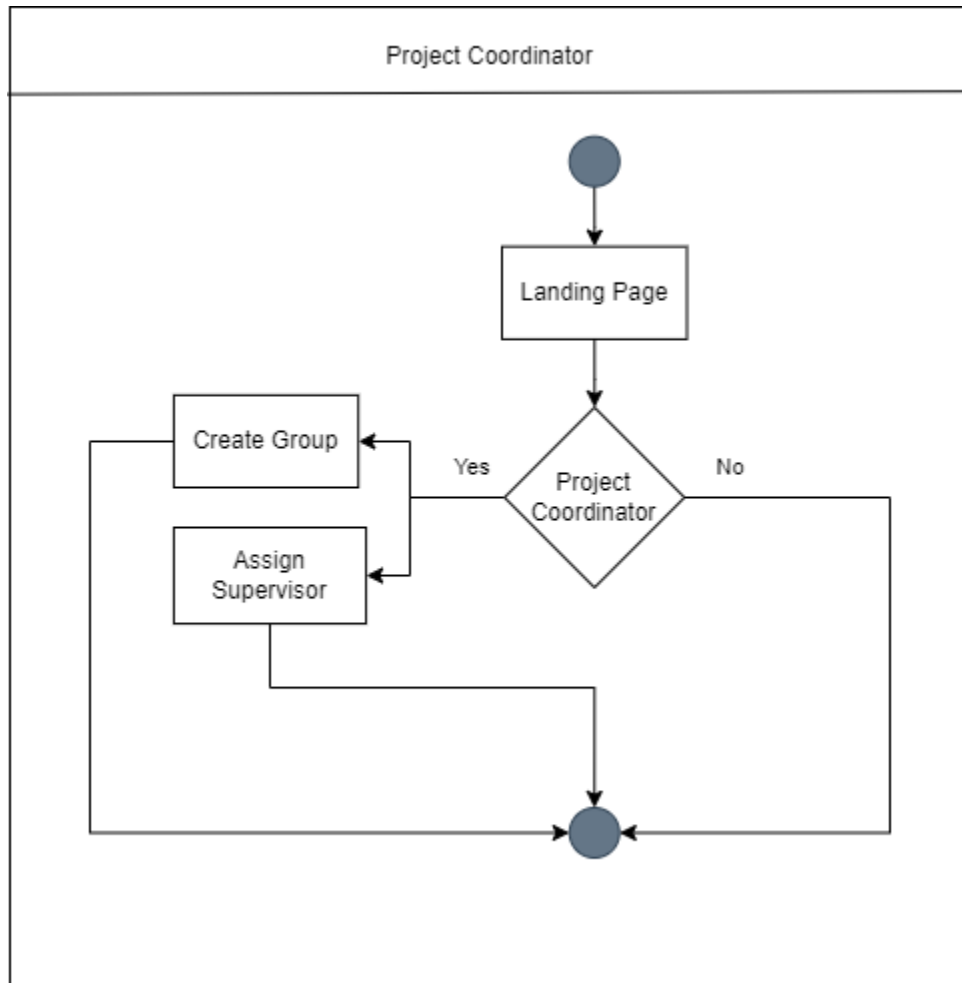 Project Coordinator
Landing Page
Create Group
Yes
Project
Coordinator
No
Assign
Supervisor